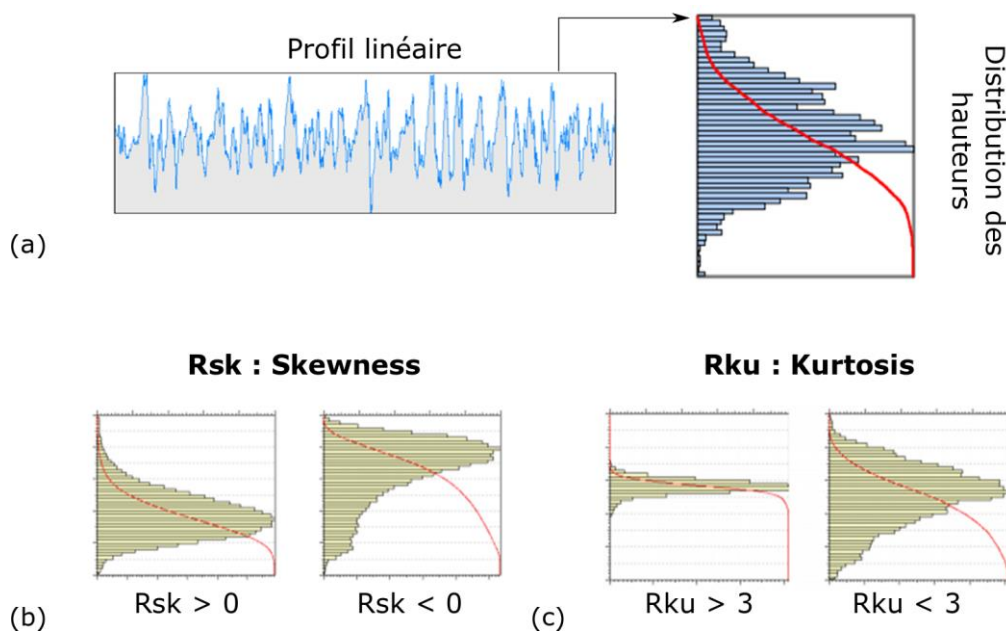 Profil linéaire
Distribution des
hauteurs
(a)
Rsk : Skewness
Rku : Kurtosis
(b)
Rsk > 0
Rsk < 0
(c)
Rku > 3
Rku < 3